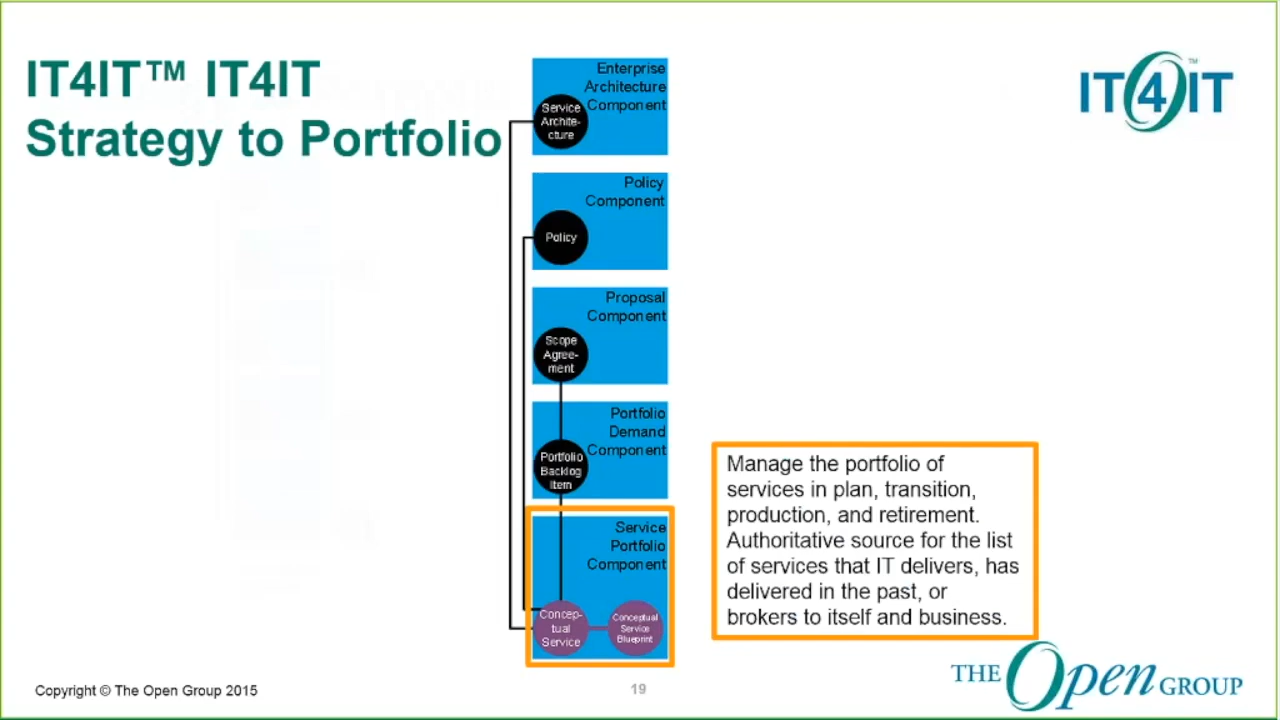 IT4IT™ IT4IT
Strategy to Portfolio
IT4IT™
Enterprise
Architecture
Component
Service
Archite-
cture
Policy
Component
Policy
Proposal
Component
Scope
Agree-
ment
Portfolio
Demand
Component
Portfolio
Backlog
Item
Service
Portfolio
Component
Concep-
tual
Service
Conceptual
Service
Blueprint
Manage the portfolio of
services in plan, transition,
production, and retirement.
Authoritative source for the list
of services that IT delivers, has
delivered in the past, or
brokers to itself and business.
Copyright © The Open Group 2015
19
THE Open GROUP